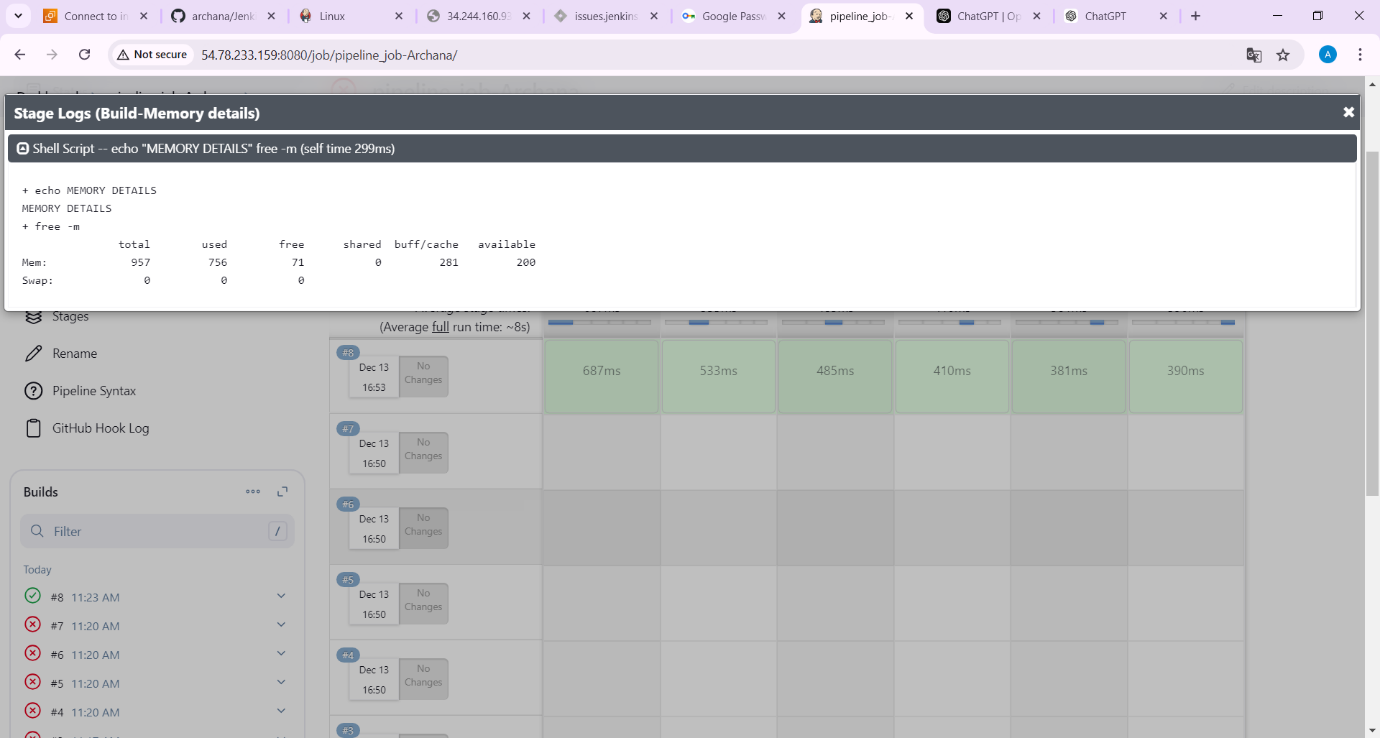 Connect to in
archana/Jenk
Linux
34.244.160.93
issues.jenkins
Google Passw
pipeline_job-
ChatGPT | Op
ChatGPT
Not secure
54.78.233.159:8080/job/pipeline_job-Archana/
A
Stage Logs (Build-Memory details)
Shell Script -- echo "MEMORY DETAILS" free -m (self time 299ms)
+ echo MEMORY DETAILS
MEMORY DETAILS
+ free -m
total used free shared buff/cache available
Mem: 957 756 71 0 281 200
Swap: 0 0 0
Stages
Rename
Pipeline Syntax
GitHub Hook Log
Builds
Filter /
Today
#8 11:23 AM
#7 11:20 AM
#6 11:20 AM
#5 11:20 AM
#4 11:20 AM
(Average full run time: ~8s)
#8
Dec 13
16:53
No
Changes
687ms 533ms 485ms 410ms 381ms 390ms
#7
Dec 13
16:50
No
Changes
#6
Dec 13
16:50
No
Changes
#5
Dec 13
16:50
No
Changes
#4
Dec 13
16:50
No
Changes
#3